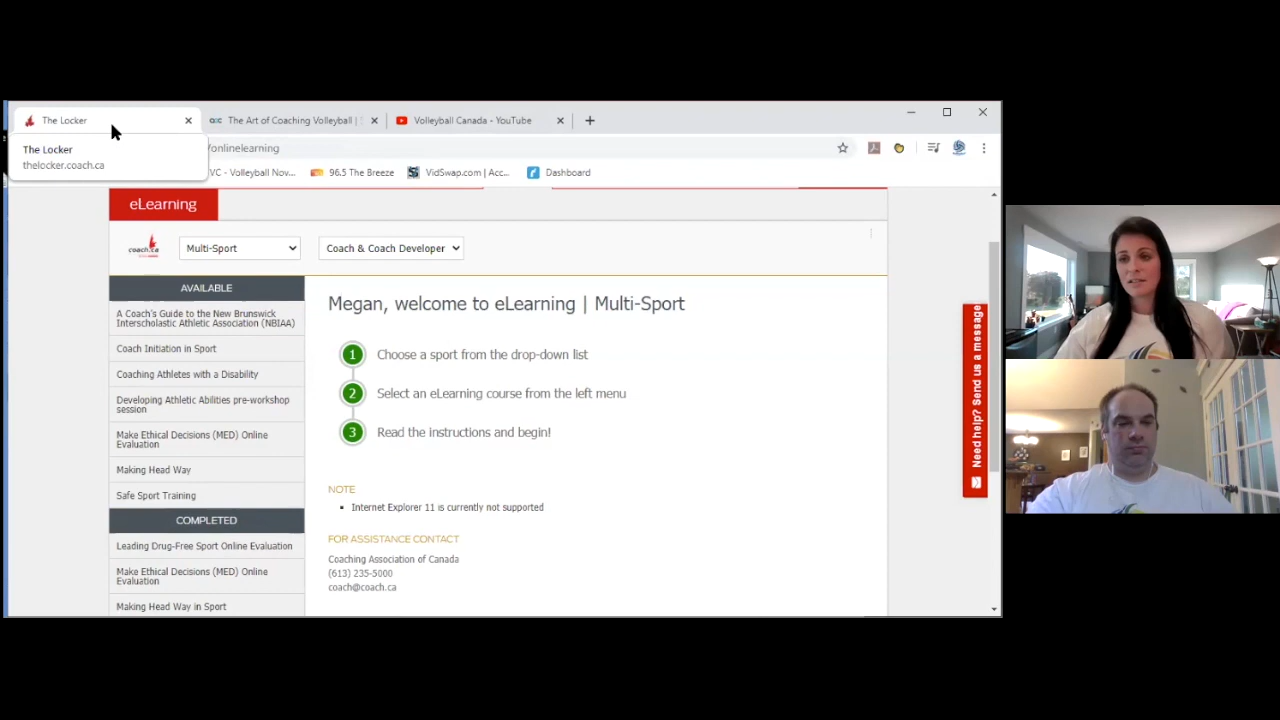 The Locker
The Art of Coaching Volleyball |
Volleyball Canada - YouTube
The Locker
thelocker.coach.ca
/onlinelearning
VC - Volleyball Nov...
96.5 The Breeze
VidSwap.com | Acc...
Dashboard
eLearning
coach.ca
Multi-Sport
Coach & Coach Developer
AVAILABLE
A Coach's Guide to the New Brunswick
Interscholastic Athletic Association (NBIAA)
Coach Initiation in Sport
Coaching Athletes with a Disability
Developing Athletic Abilities pre-workshop
session
Make Ethical Decisions (MED) Online
Evaluation
Making Head Way
Safe Sport Training
COMPLETED
Leading Drug-Free Sport Online Evaluation
Make Ethical Decisions (MED) Online
Evaluation
Making Head Way in Sport
Megan, welcome to eLearning | Multi-Sport
1 Choose a sport from the drop-down list
2 Select an eLearning course from the left menu
3 Read the instructions and begin!
NOTE
Internet Explorer 11 is currently not supported
FOR ASSISTANCE CONTACT
Coaching Association of Canada
(613) 235-5000
coach@coach.ca
Need help? Send us a message